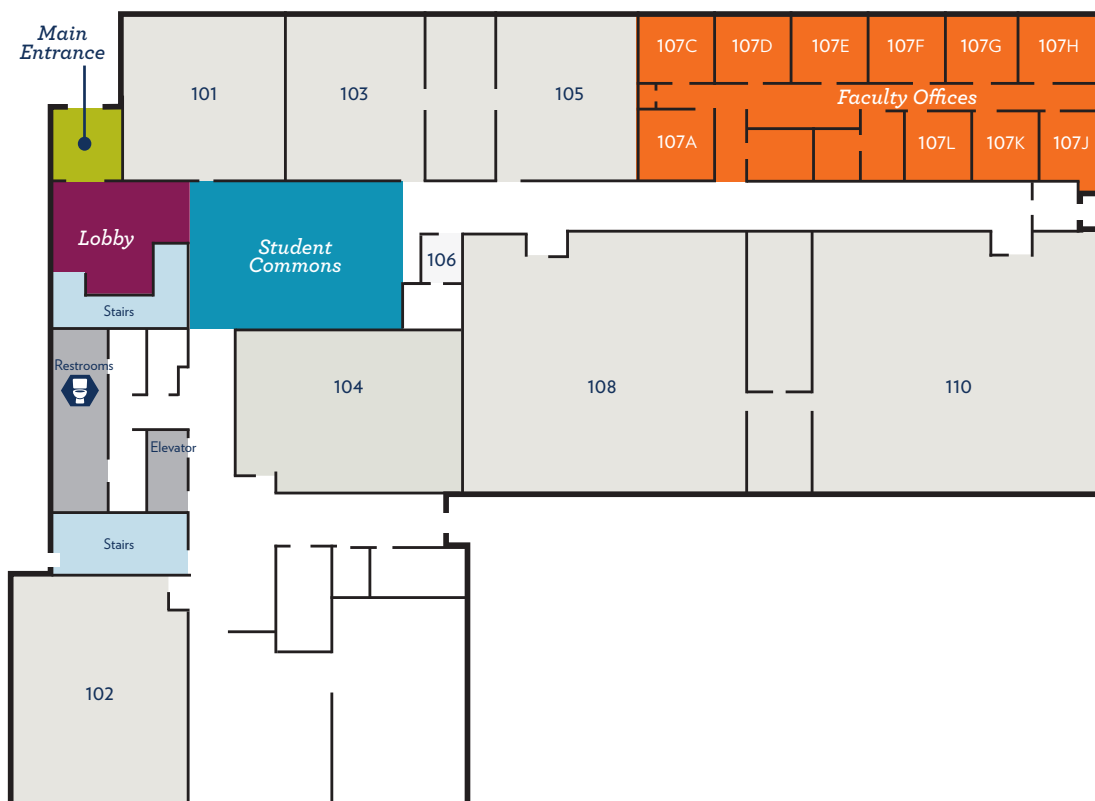 Main
Entrance
101
103
105
107C
107D
107E
107F
107G
107H
Faculty Offices
107A
107L
107K
107J
Lobby
Student
Commons
106
Stairs
Restrooms
104
108
110
Elevator
Stairs
102